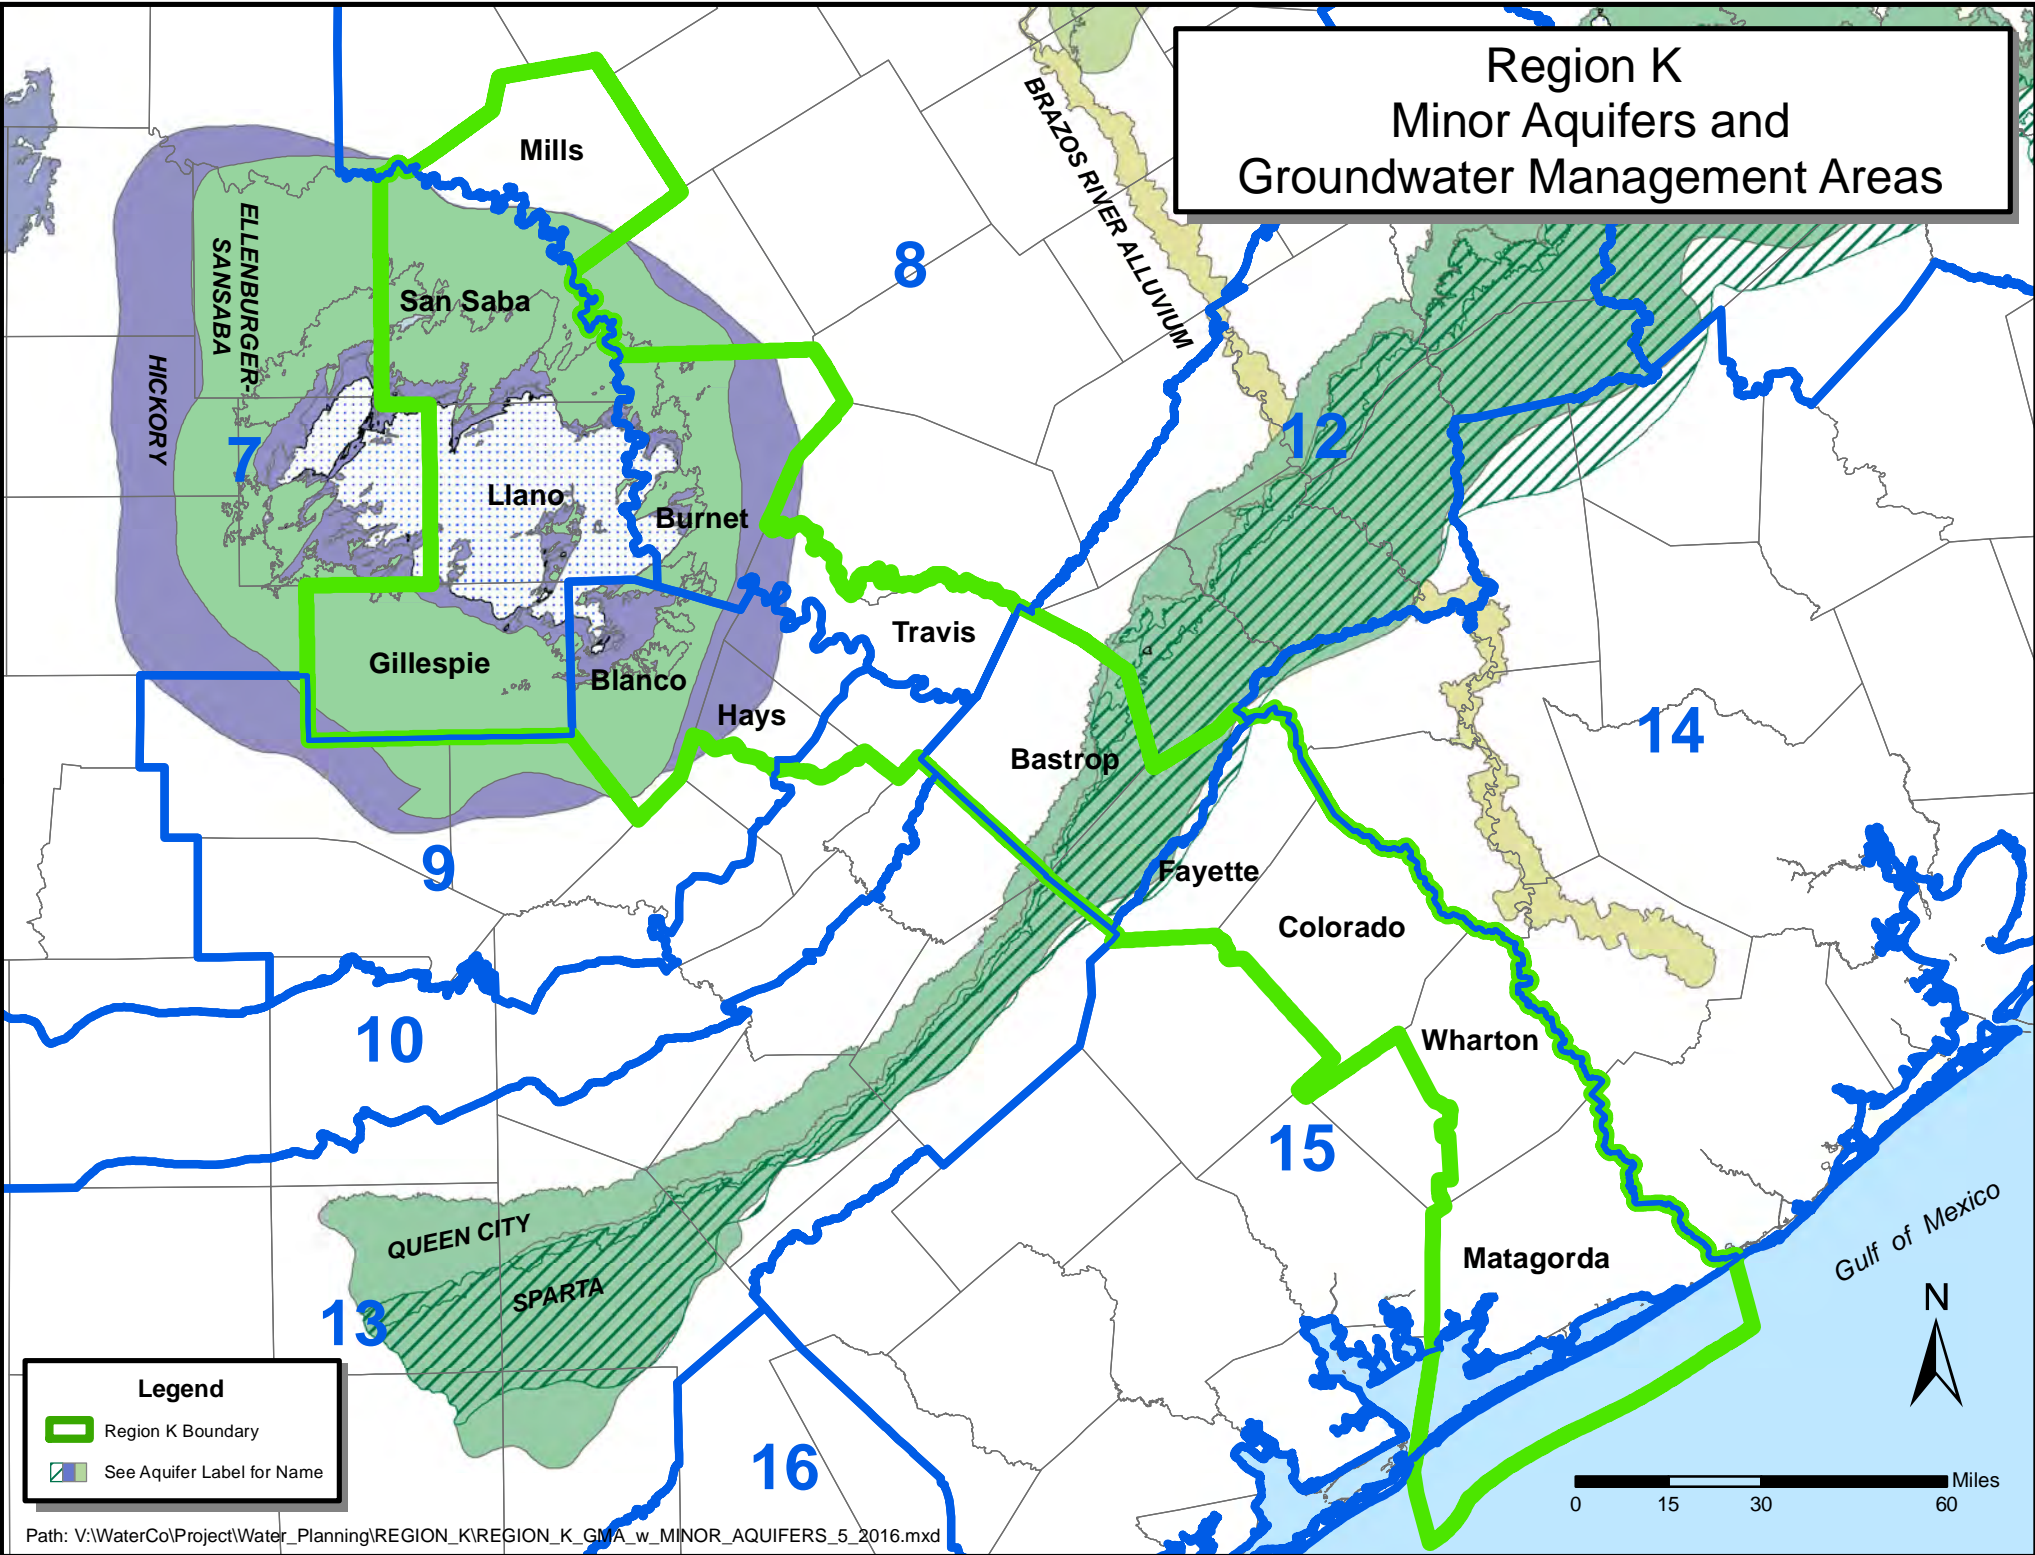 Region K
Minor Aquifers and
Groundwater Management Areas
Mills
BRAZOS RIVER ALLUVIUM
8
ELLENBURGER-
SANSABA
San Saba
HICKORY
7
12
Llano
Burnet
Travis
Gillespie
Blanco
Hays
14
Bastrop
9
Fayette
Colorado
10
Wharton
15
QUEEN CITY
SPARTA
Matagorda
Gulf of Mexico
13
N
16
Legend
Region K Boundary
See Aquifer Label for Name
Miles
0 15 30 60
Path: V:\WaterCo\Project\Water_Planning\REGION_K\REGION_K_GMA_w_MINOR_AQUIFERS_5_2016.mxd